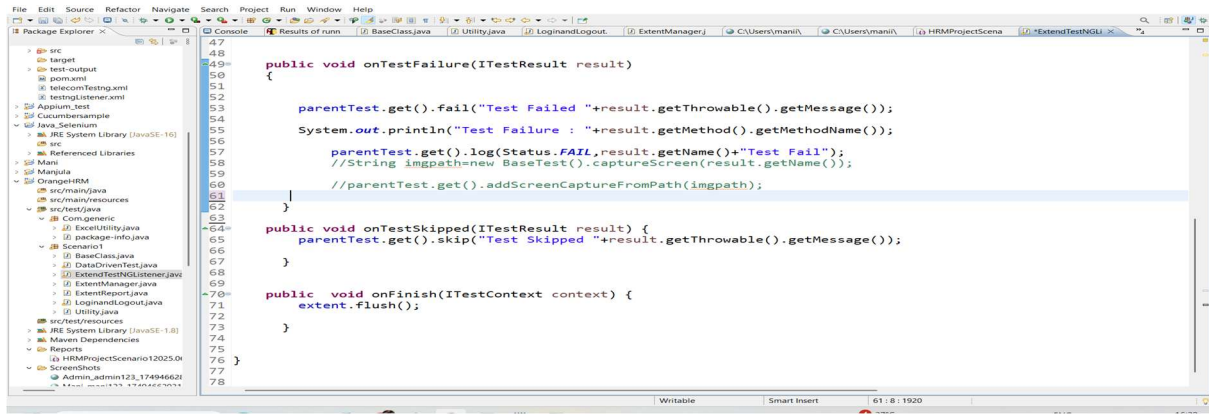 File Edit Source Refactor Navigate Search Project Run Window Help
Package Explorer ×
Console Results of runn BaseClass.java Utility.java LoginandLogout. ExtentManager.j C:\Users\manii\ C:\Users\manii\ HRMProjectScena *ExtendTestNGLi ×
src
target
test-output
pom.xml
telecomTestng.xml
testngListener.xml
Appium_test
Cucumbersample
Java_Selenium
JRE System Library [JavaSE-16]
src
Referenced Libraries
Mani
Manjula
OrangeHRM
src/main/java
src/main/resources
src/test/java
Com.generic
ExcelUtility.java
package-info.java
Scenario1
BaseClass.java
DataDrivenTest.java
ExtendTestNGListener.java
ExtentManager.java
ExtentReport.java
LoginandLogout.java
Utility.java
src/test/resources
JRE System Library [JavaSE-1.8]
Maven Dependencies
Reports
HRMProjectScenario12025.0
ScreenShots
Admin_admin123_17494662
47
48
49 public void onTestFailure(ITestResult result)
50 {
51
52
53 parentTest.get().fail("Test Failed "+result.getThrowable().getMessage());
54
55 System.out.println("Test Failure : "+result.getMethod().getMethodName());
56
57 parentTest.get().log(Status.FAIL,result.getName()+"Test Fail");
58 //String imgpath=new BaseTest().captureScreen(result.getName());
59
60 //parentTest.get().addScreenCaptureFromPath(imgpath);
61
62 }
63
64 public void onTestSkipped(ITestResult result) {
65 parentTest.get().skip("Test Skipped "+result.getThrowable().getMessage());
66
67 }
68
69
70 public void onFinish(ITestContext context) {
71 extent.flush();
72
73 }
74
75
76 }
77
78
Writable Smart Insert 61 : 8 : 1920